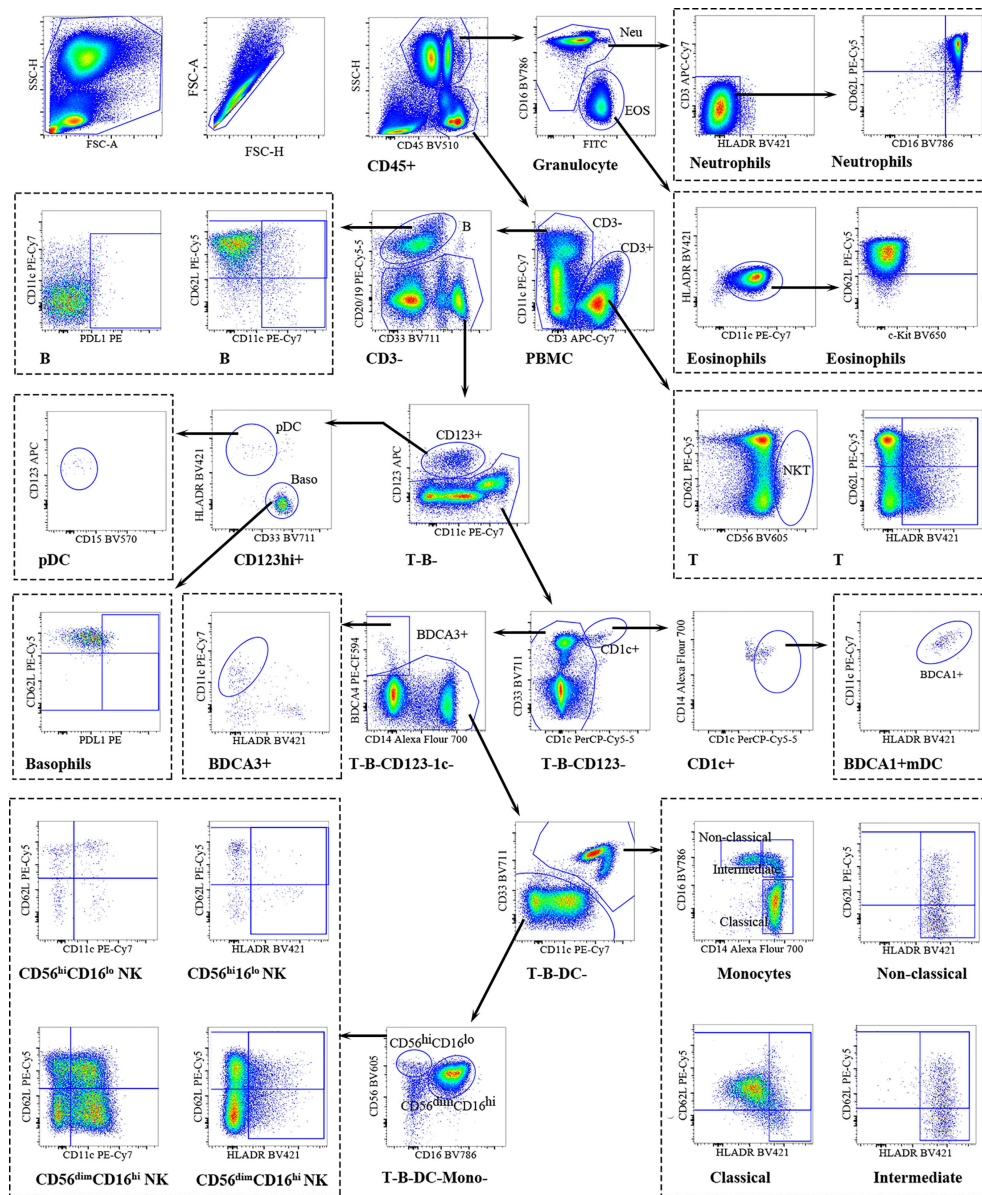 SSC-H
FSC-A
FSC-A
FSC-H
SSC-H
CD45 BV510
CD45+
CD16 BV786
Neu
EOS
FITC
Granulocyte
CD3 APC-Cy7
HLADR BV421
Neutrophils
CD62L PE-Cy5
CD16 BV786
Neutrophils
CD11c PE-Cy7
PDL1 PE
B
CD62L PE-Cy5
CD11c PE-Cy7
B
CD20/19 PE-Cy5-5
B
CD33 BV711
CD3-
CD11c PE-Cy7
CD3-
CD3+
CD3 APC-Cy7
PBMC
HLADR BV421
CD11c PE-Cy7
Eosinophils
CD62L PE-Cy5
c-Kit BV650
Eosinophils
CD123 APC
CD15 BV570
pDC
HLADR BV421
pDC
Baso
CD33 BV711
CD123hi+
CD123 APC
CD123+
CD11c PE-Cy7
T-B-
CD62L PE-Cy5
NKT
CD56 BV605
T
CD62L PE-Cy5
HLADR BV421
T
CD62L PE-Cy5
PDL1 PE
Basophils
CD11c PE-Cy7
HLADR BV421
BDCA3+
BDCA4 PE-CF594
BDCA3+
CD14 Alexa Flour 700
T-B-CD123-1c-
CD33 BV711
CD1c+
CD1c PerCP-Cy5-5
T-B-CD123-
CD14 Alexa Flour 700
CD1c PerCP-Cy5-5
CD1c+
CD11c PE-Cy7
BDCA1+
HLADR BV421
BDCA1+mDC
CD62L PE-Cy5
CD11c PE-Cy7
CD56hiCD16lo NK
CD62L PE-Cy5
HLADR BV421
CD56hi16lo NK
CD33 BV711
CD11c PE-Cy7
T-B-DC-
CD16 BV786
Non-classical
Intermediate
Classical
CD14 Alexa Flour 700
Monocytes
CD62L PE-Cy5
HLADR BV421
Non-classical
CD62L PE-Cy5
CD11c PE-Cy7
CD56dimCD16hi NK
CD62L PE-Cy5
HLADR BV421
CD56dimCD16hi NK
CD56 BV605
CD56hiCD16lo
CD56dimCD16hi
CD16 BV786
T-B-DC-Mono-
CD62L PE-Cy5
HLADR BV421
Classical
CD62L PE-Cy5
HLADR BV421
Intermediate